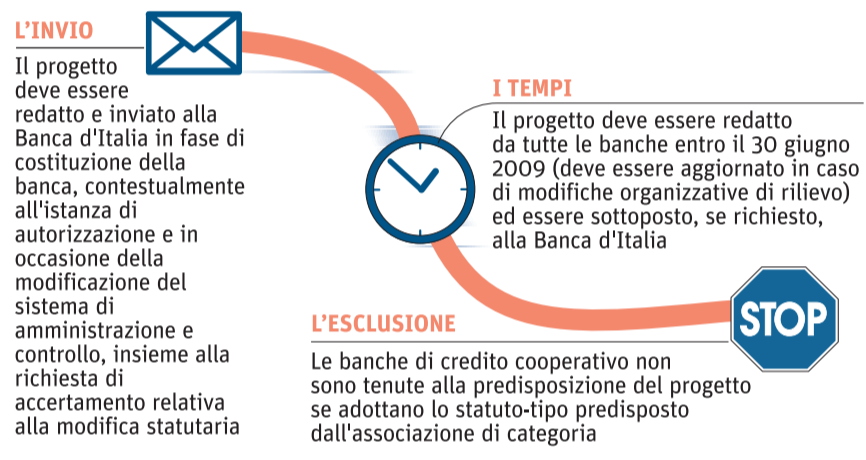 L'INVIO
Il progetto
deve essere
redatto e inviato alla
Banca d'Italia in fase di
costituzione della
banca, contestualmente
all'istanza di
autorizzazione e in
occasione della
modificazione del
sistema di
amministrazione e
controllo, insieme alla
richiesta di
accertamento relativa
alla modifica statutaria
I TEMPI
Il progetto deve essere redatto
da tutte le banche entro il 30 giugno
2009 (deve essere aggiornato in caso
di modifiche organizzative di rilievo)
ed essere sottoposto, se richiesto,
alla Banca d'Italia
L'ESCLUSIONE
Le banche di credito cooperativo non
sono tenute alla predisposizione del progetto
se adottano lo statuto-tipo predisposto
dall'associazione di categoria
STOP